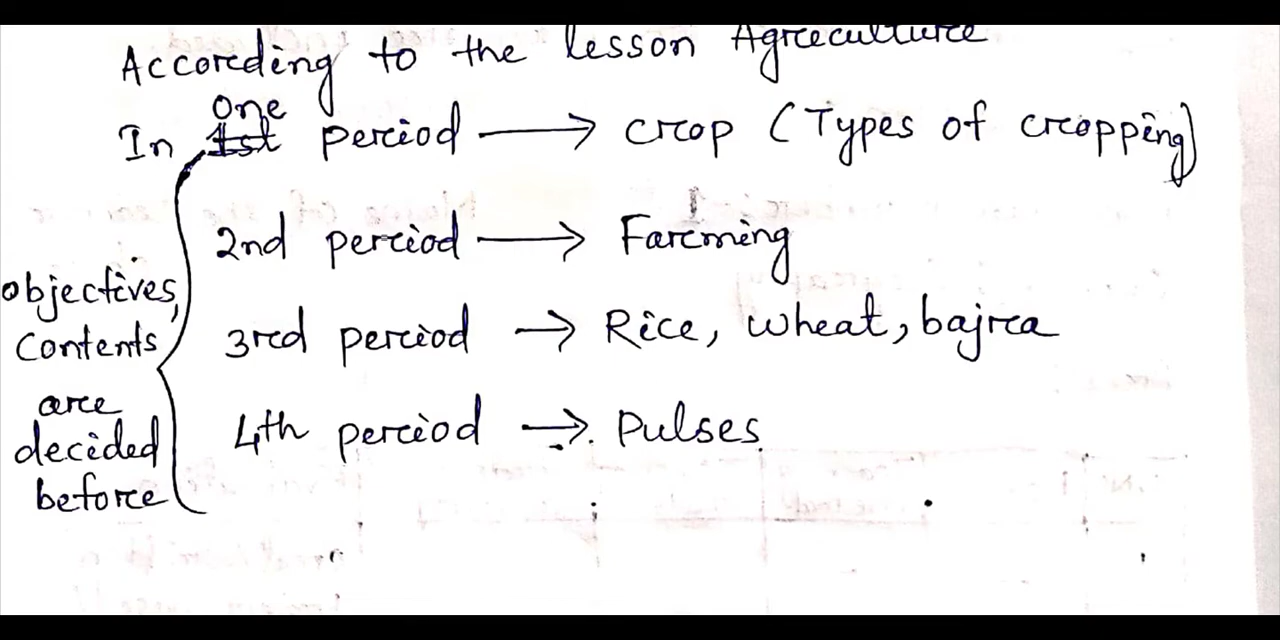 According to the lesson Agriculture
One
In 1st period → crop (Types of cropping)
2nd period → Farming
3rd period → Rice, wheat, bajra
4th period → Pulses
objectives,
contents
are
decided
before